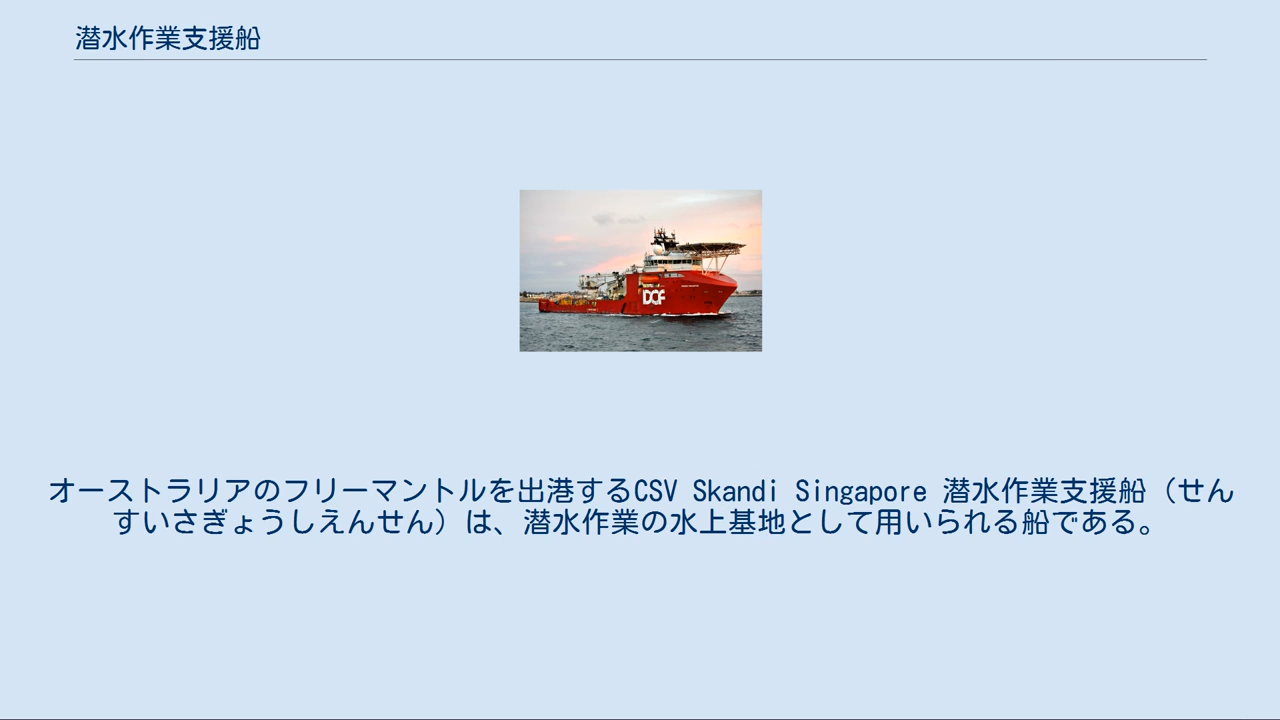 潜水作業支援船
DOF
オーストラリアのフリーマントルを出港するCSV Skandi Singapore 潜水作業支援船（せん
すいさぎょうしえんせん）は、潜水作業の水上基地として用いられる船である。